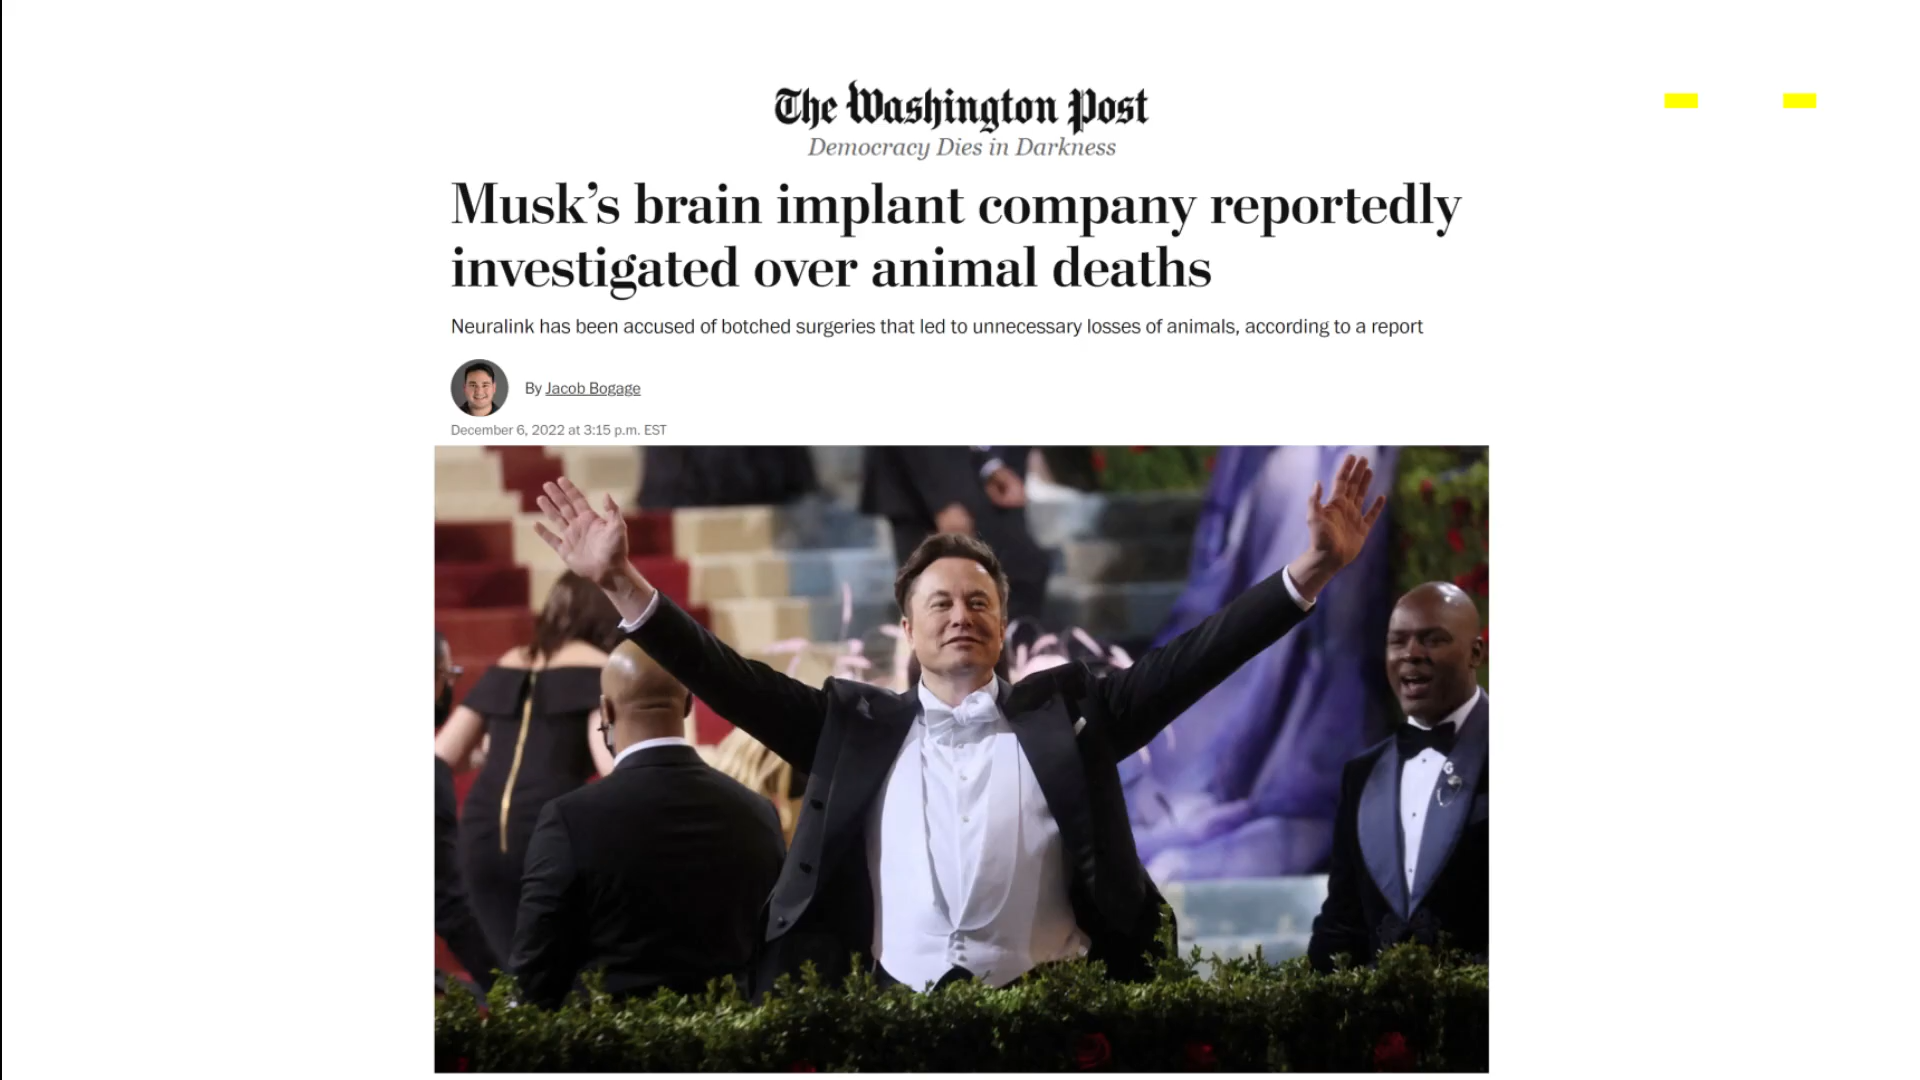 The Washington Post
Democracy Dies in Darkness
Musk’s brain implant company reportedly
investigated over animal deaths
Neuralink has been accused of botched surgeries that led to unnecessary losses of animals, according to a report
By Jacob Bogage
December 6, 2022 at 3:15 p.m. EST